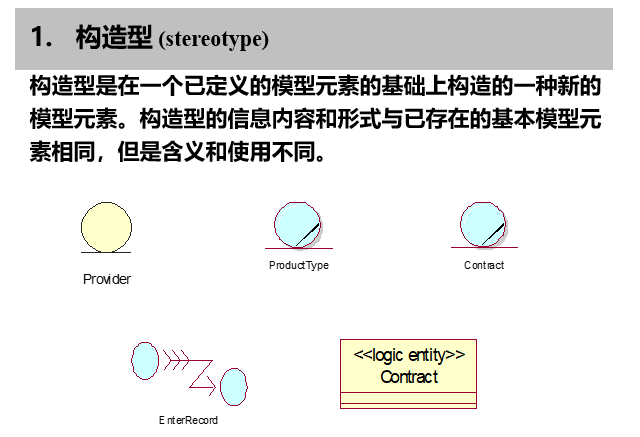 1. 构造型 (stereotype)
构造型是在一个已定义的模型元素的基础上构造的一种新的
模型元素。构造型的信息内容和形式与已存在的基本模型元
素相同，但是含义和使用不同。
Provider
ProductType
Contract
EnterRecord
<<logic entity>>
Contract